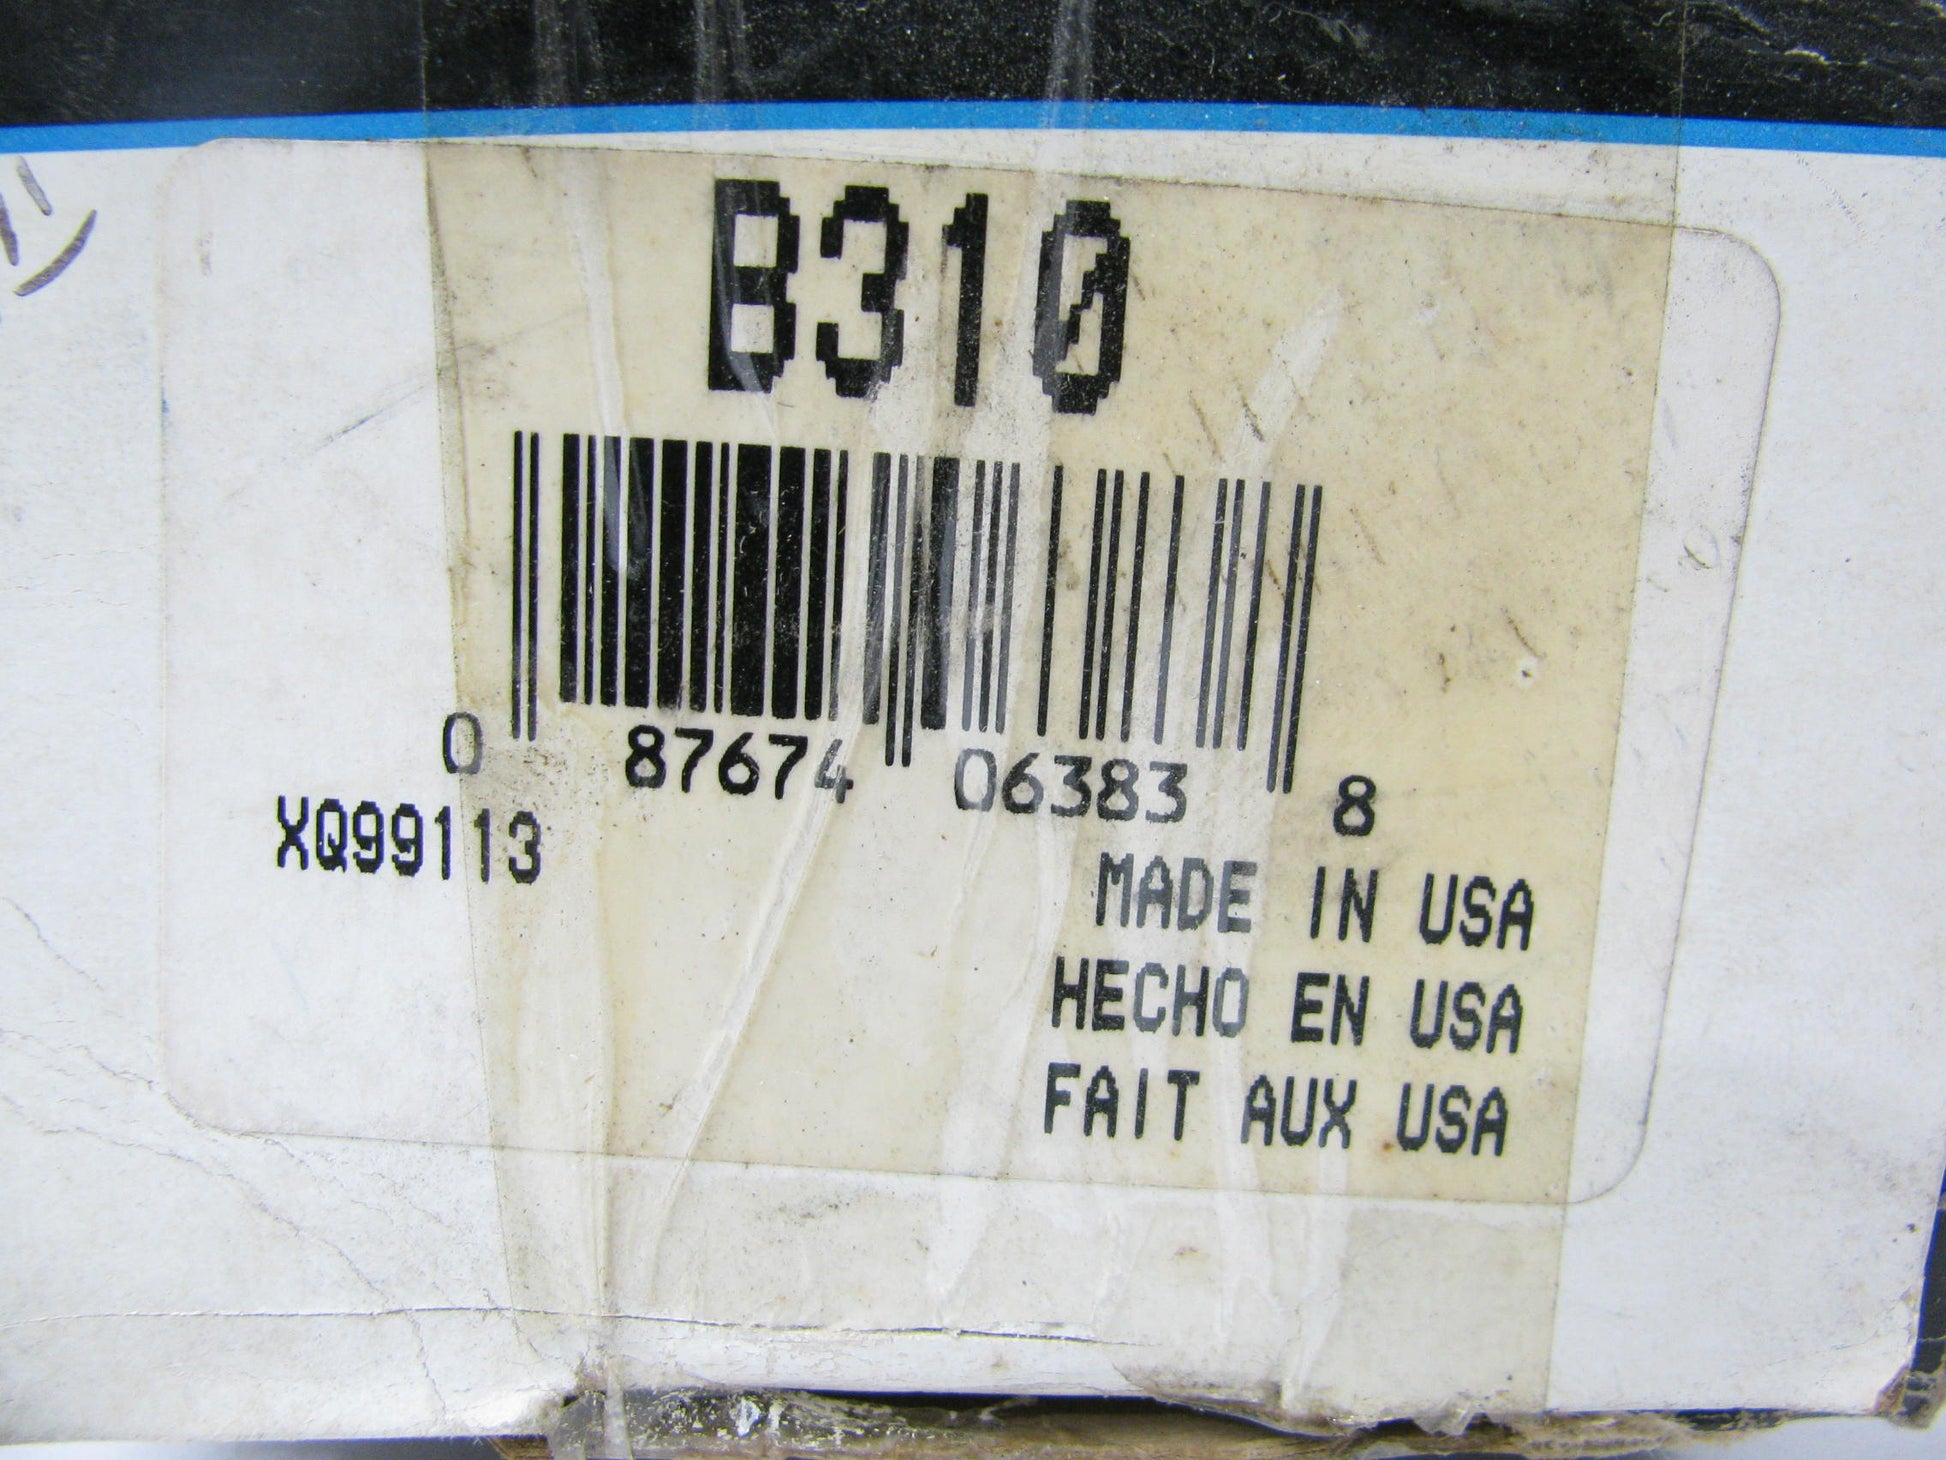 B310
0 87674 06383 8
XQ99113
MADE IN USA
HECHO EN USA
FAIT AUX USA